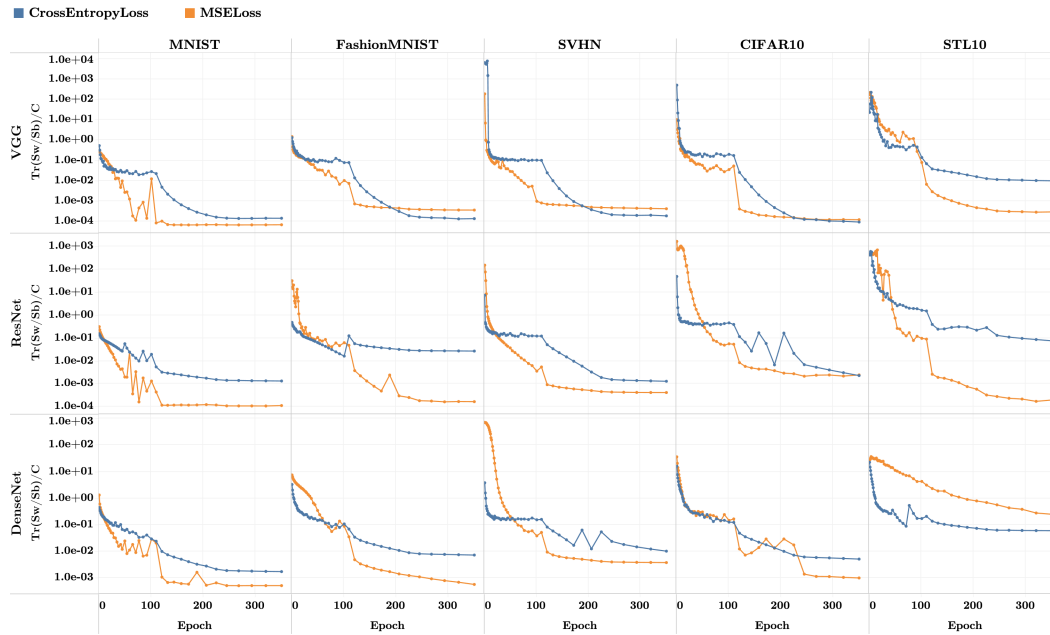 CrossEntropyLoss MSELoss
MNIST FashionMNIST SVHN CIFAR10 STL10
VGG
Tr(Sw/Sb)/C
1.0e+04
1.0e+03
1.0e+02
1.0e+01
1.0e+00
1.0e-01
1.0e-02
1.0e-03
1.0e-04
ResNet
Tr(Sw/Sb)/C
1.0e+03
1.0e+02
1.0e+01
1.0e+00
1.0e-01
1.0e-02
1.0e-03
1.0e-04
DenseNet
Tr(Sw/Sb)/C
1.0e+03
1.0e+02
1.0e+01
1.0e+00
1.0e-01
1.0e-02
1.0e-03
0 100 200 300 0 100 200 300 0 100 200 300 0 100 200 300 0 100 200 300
Epoch Epoch Epoch Epoch Epoch